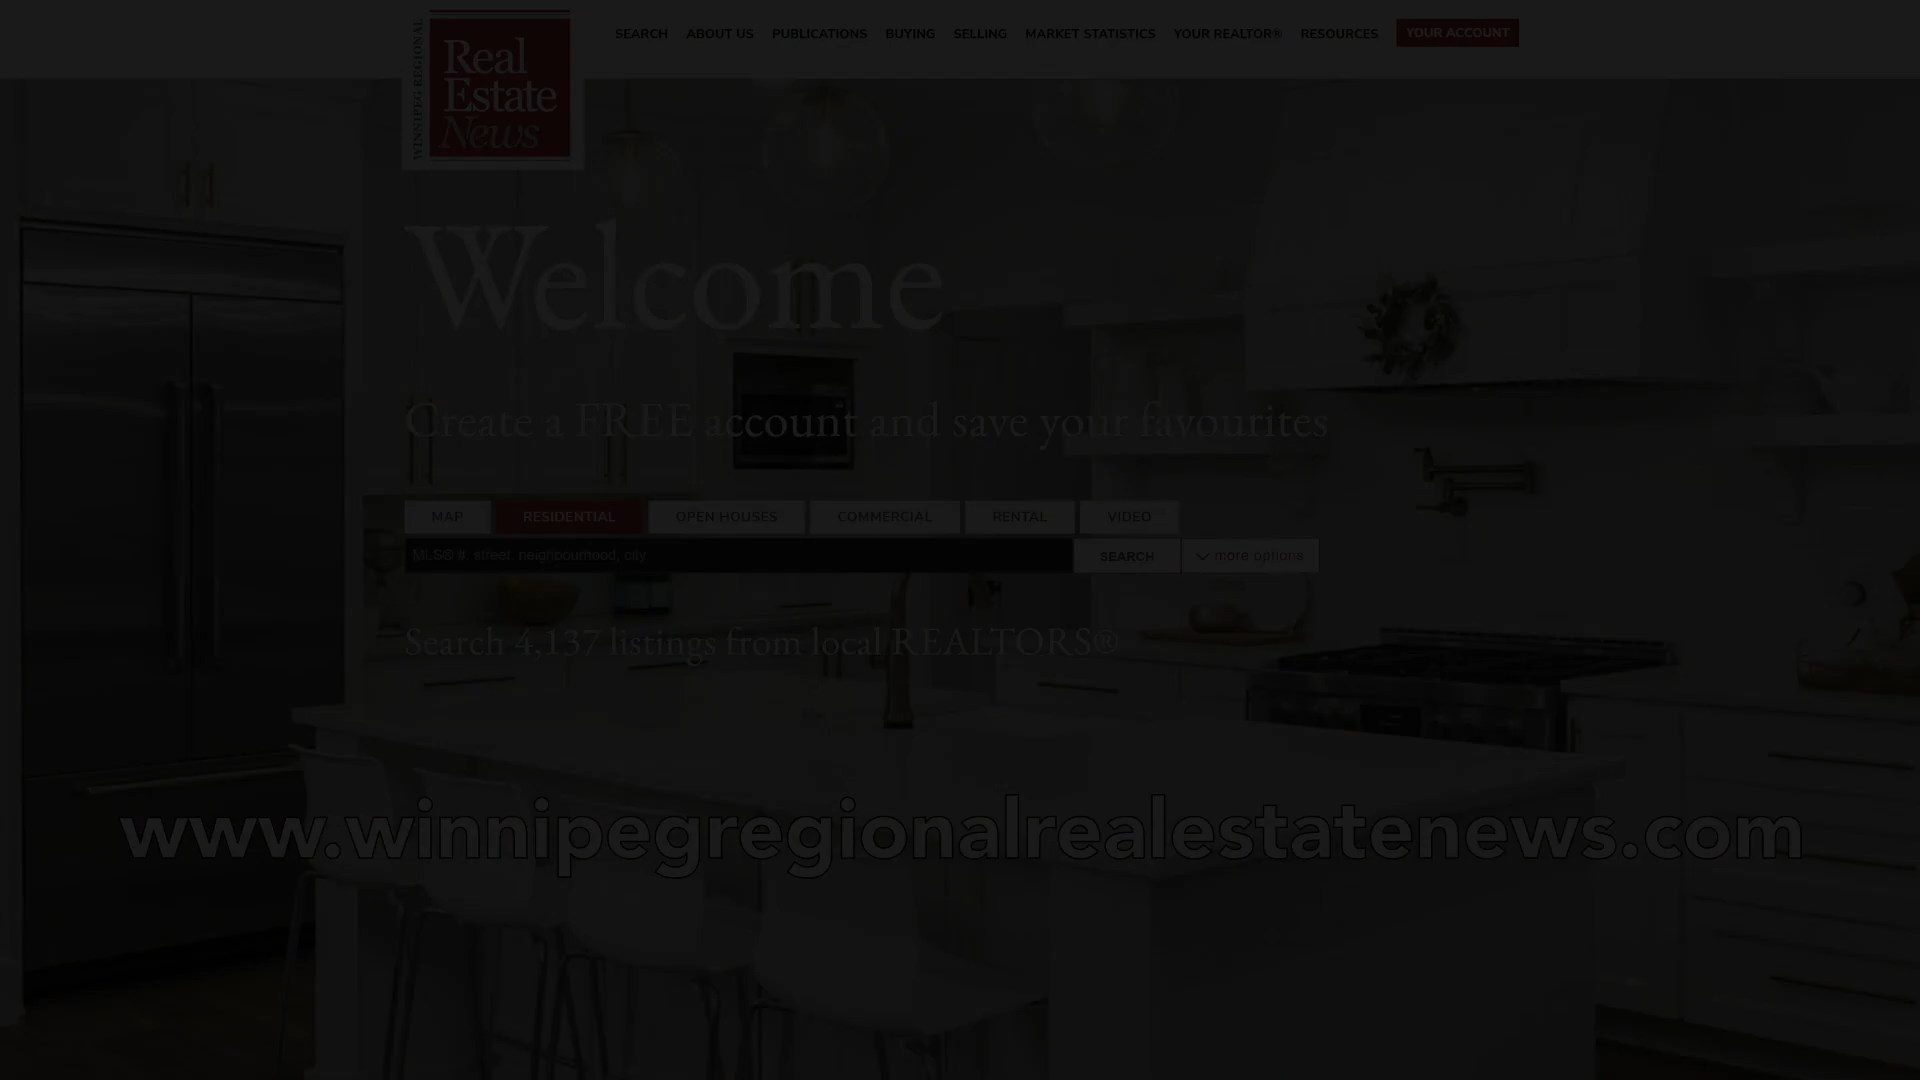 WINNIPEG REGIONAL
Real
Estate
News
SEARCH ABOUT US PUBLICATIONS BUYING SELLING MARKET STATISTICS YOUR REALTOR® RESOURCES YOUR ACCOUNT
Welcome
Create a FREE account and save your favourites
MAP RESIDENTIAL OPEN HOUSES COMMERCIAL RENTAL VIDEO
MLS® #, street, neighbourhood, city SEARCH more options
Search 4,137 listings from local REALTORS®
www.winnipegregionalrealestatenews.com